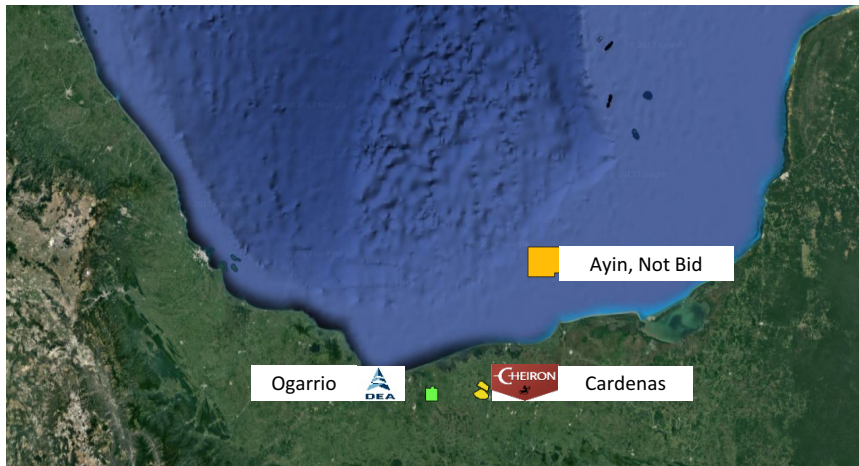 Ayin, Not Bid
Ogarrio
DEA
CHEIRON
Cardenas